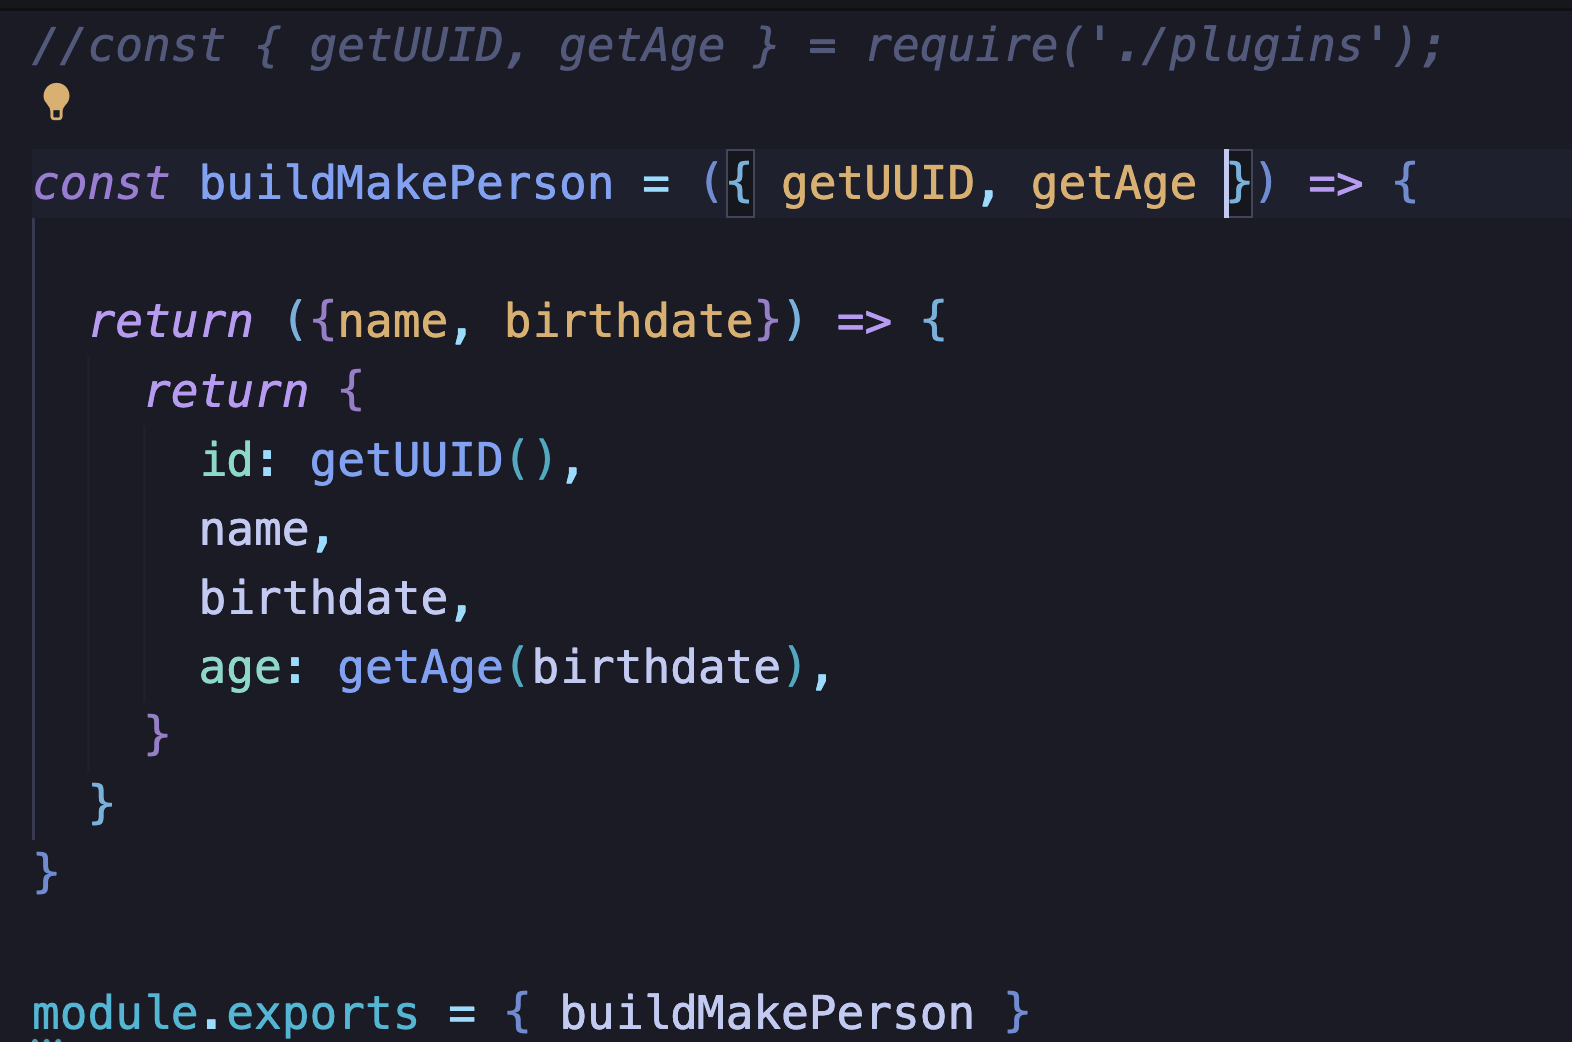 //const { getUUID, getAge } = require('./plugins');
const buildMakePerson = ({ getUUID, getAge }) => {
return ({name, birthdate}) => {
return {
id: getUUID(),
name,
birthdate,
age: getAge(birthdate),
}
}
}
module.exports = { buildMakePerson }